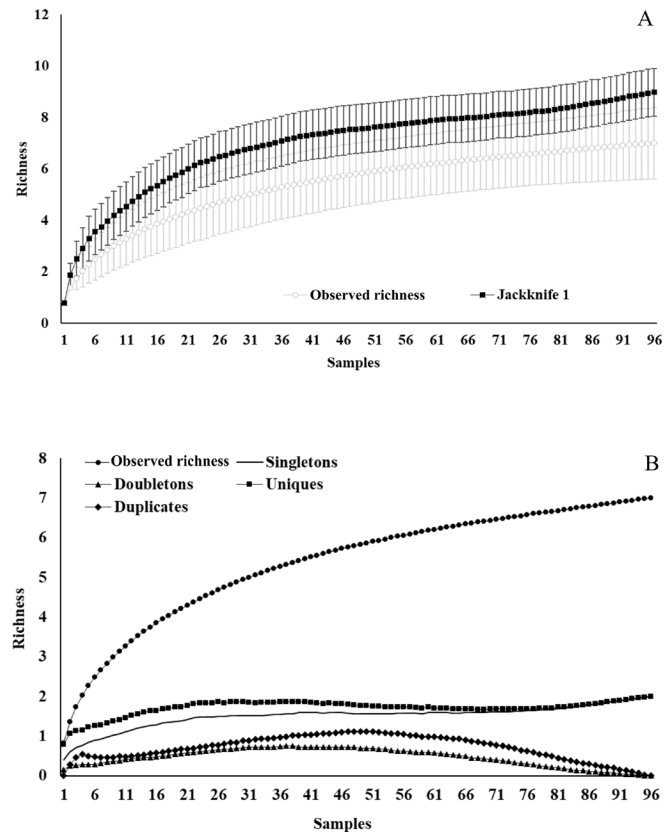 A
12
10
8
6
4
2
0
Richness
Observed richness Jackknife 1
1 6 11 16 21 26 31 36 41 46 51 56 61 66 71 76 81 86 91 96
Samples
B
8
7
6
5
4
3
2
1
0
Richness
Observed richness Singletons
Doubletons Uniques
Duplicates
1 6 11 16 21 26 31 36 41 46 51 56 61 66 71 76 81 86 91 96
Samples